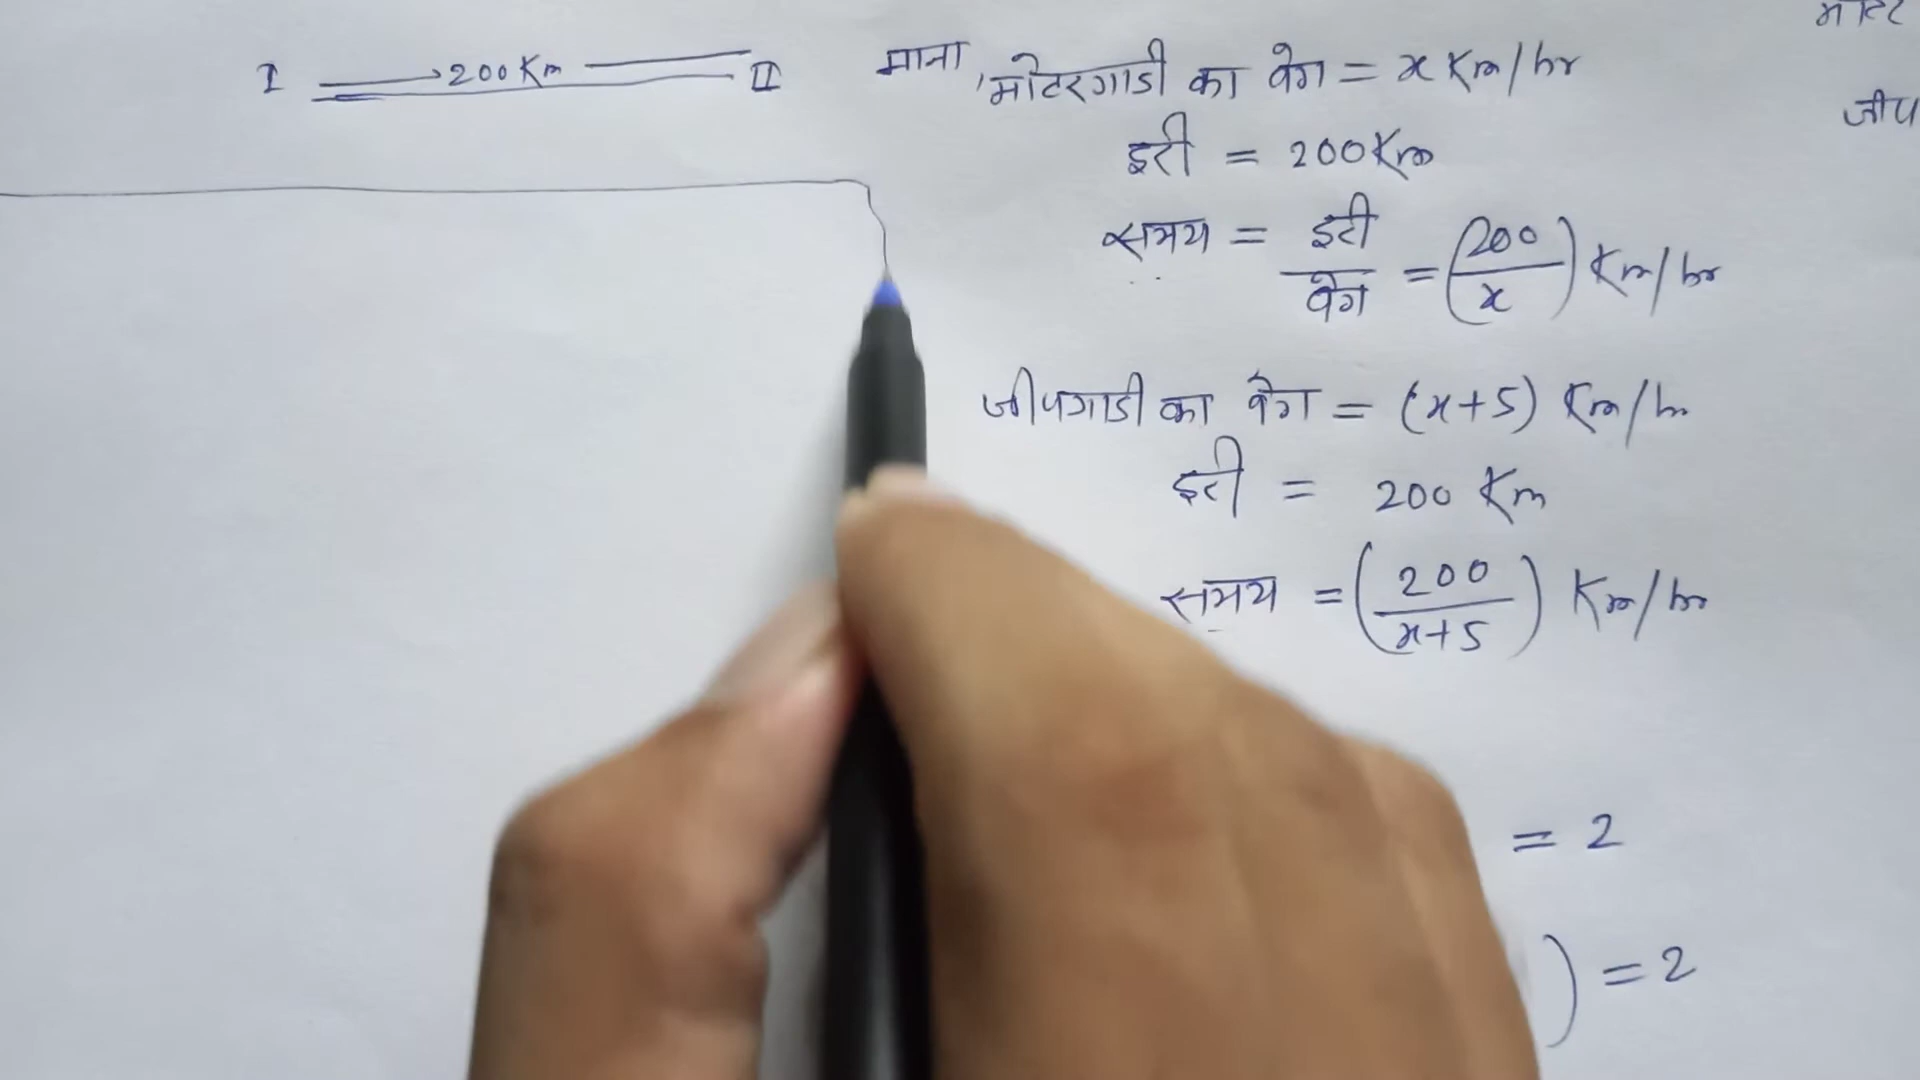 I 200 Km II
माना, मोटरगाडी का वेग = x Km/hr
दूरी = 200 Km
समय = दूरी / वेग = (200 / x) Km/hr
जीपगाडी का वेग = (x+5) Km/hr
दूरी = 200 Km
समय = (200 / x+5) Km/hr
= 2
) = 2
जीप